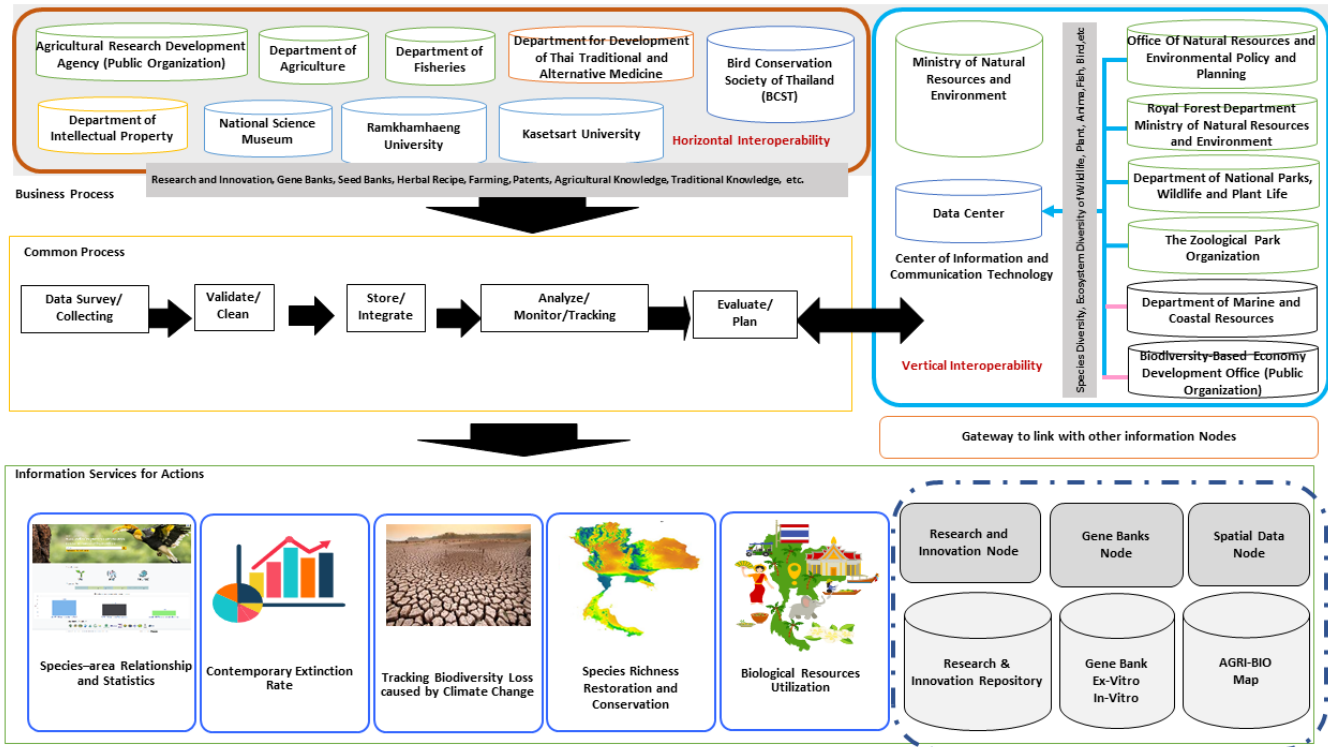 Agricultural Research Development
Agency (Public Organization)
Department of
Agriculture
Department of
Fisheries
Department for Development
of Thai Traditional and
Alternative Medicine
Bird Conservation
Society of Thailand
(BCST)
Department of
Intellectual Property
National Science
Museum
Ramkhamhaeng
University
Kasetsart University
Horizontal Interoperability
Research and Innovation, Gene Banks, Seed Banks, Herbal Recipe, Farming, Patents, Agricultural Knowledge, Traditional Knowledge, etc.
Business Process
Ministry of Natural
Resources and
Environment
Data Center
Center of Information and
Communication Technology
Vertical Interoperability
Species Diversity, Ecosystem Diversity of Wildlife, Plant, Anima,Fish, Bird,etc
Office Of Natural Resources and
Environmental Policy and
Planning
Royal Forest Department
Ministry of Natural Resources
and Environment
Department of National Parks,
Wildlife and Plant Life
The Zoological Park
Organization
Department of Marine and
Coastal Resources
Biodiversity-Based Economy
Development Office (Public
Organization)
Common Process
Data Survey/
Collecting
Validate/
Clean
Store/
Integrate
Analyze/
Monitor/Tracking
Evaluate/
Plan
Gateway to link with other information Nodes
Information Services for Actions
Species–area Relationship
and Statistics
Contemporary Extinction
Rate
Tracking Biodiversity Loss
caused by Climate Change
Species Richness
Restoration and
Conservation
Biological Resources
Utilization
Research and
Innovation Node
Gene Banks
Node
Spatial Data
Node
Research &
Innovation Repository
Gene Bank
Ex-Vitro
In-Vitro
AGRI-BIO
Map